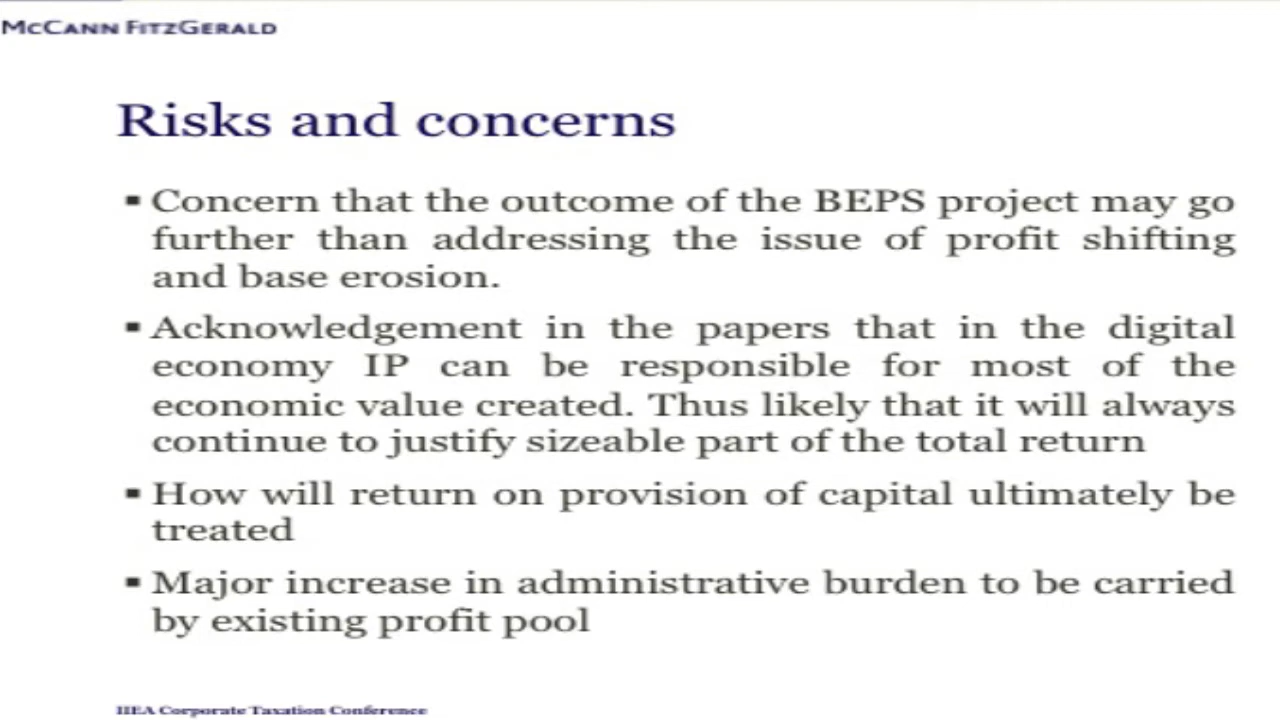 McCann FitzGerald
Risks and concerns
▪ Concern that the outcome of the BEPS project may go
further than addressing the issue of profit shifting
and base erosion.
▪ Acknowledgement in the papers that in the digital
economy IP can be responsible for most of the
economic value created. Thus likely that it will always
continue to justify sizeable part of the total return
▪ How will return on provision of capital ultimately be
treated
▪ Major increase in administrative burden to be carried
by existing profit pool
IIEA Corporate Taxation Conference